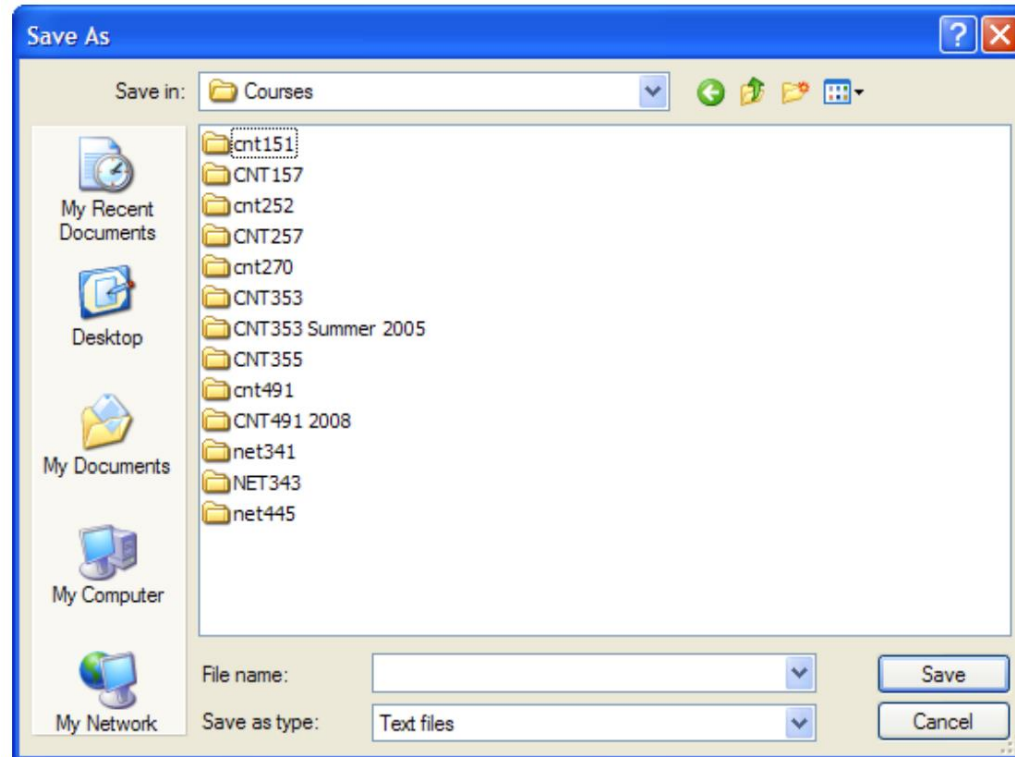 Save As
Save in:
Courses
My Recent
Documents
Desktop
My Documents
My Computer
My Network
cnt151
CNT157
cnt252
CNT257
cnt270
CNT353
CNT353 Summer 2005
CNT355
cnt491
CNT491 2008
net341
NET343
net445
File name:
Save
Save as type:
Text files
Cancel